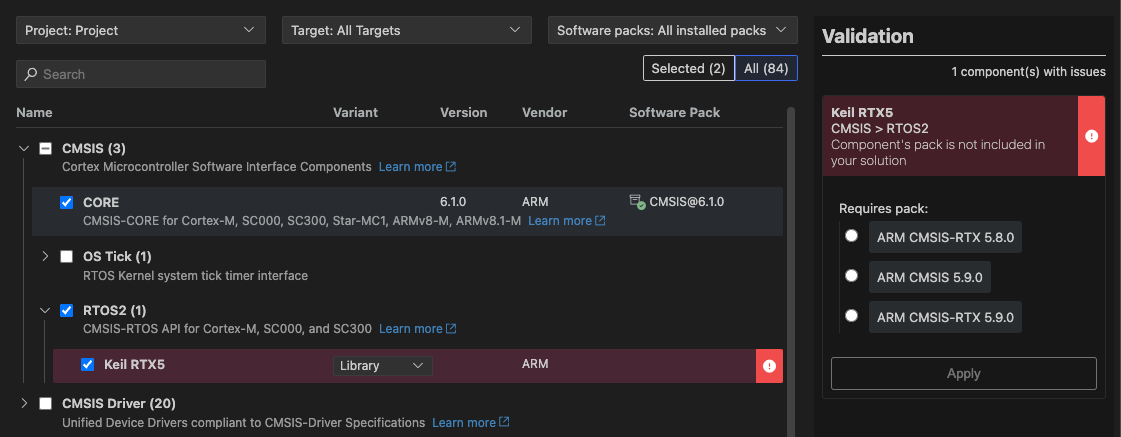 Project: Project
Target: All Targets
Software packs: All installed packs
Search
Selected (2)
All (84)
Name Variant Version Vendor Software Pack
CMSIS (3)
Cortex Microcontroller Software Interface Components Learn more
CORE 6.1.0 ARM CMSIS@6.1.0
CMSIS-CORE for Cortex-M, SC000, SC300, Star-MC1, ARMv8-M, ARMv8.1-M Learn more
OS Tick (1)
RTOS Kernel system tick timer interface
RTOS2 (1)
CMSIS-RTOS API for Cortex-M, SC000, and SC300 Learn more
Keil RTX5 Library ARM
CMSIS Driver (20)
Unified Device Drivers compliant to CMSIS-Driver Specifications Learn more
Validation
1 component(s) with issues
Keil RTX5
CMSIS > RTOS2
Component's pack is not included in
your solution
Requires pack:
ARM CMSIS-RTX 5.8.0
ARM CMSIS 5.9.0
ARM CMSIS-RTX 5.9.0
Apply